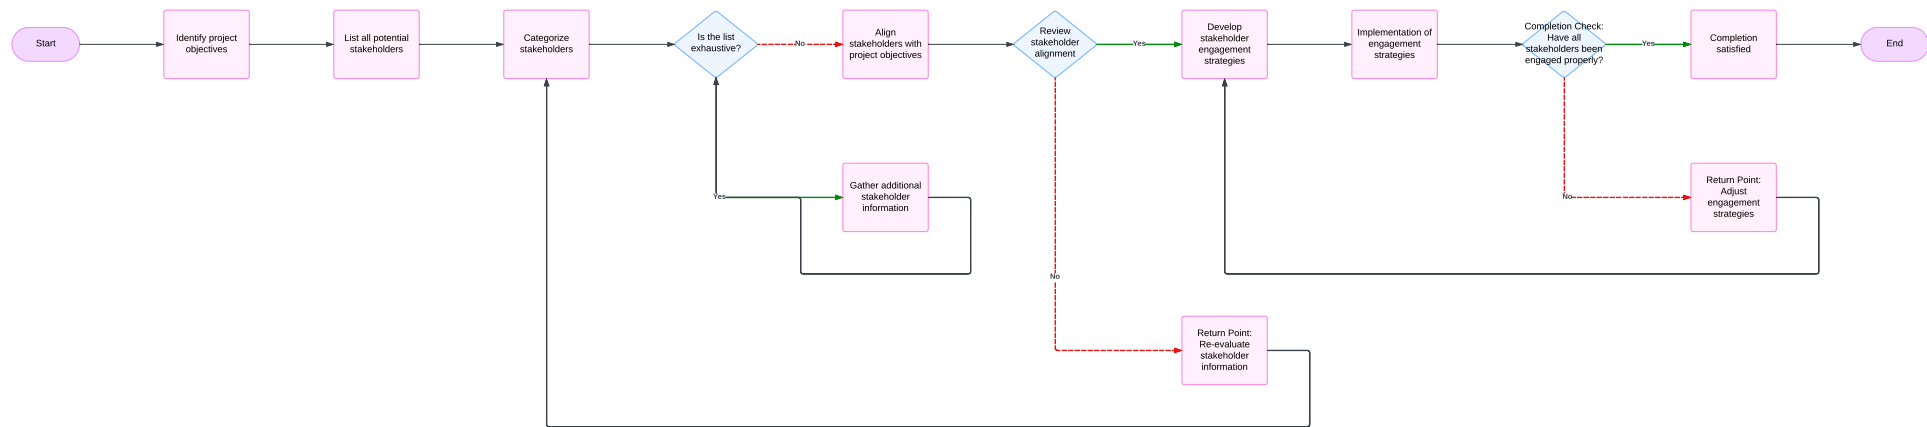 Start
Identify project
objectives
List all potential
stakeholders
Categorize
stakeholders
Is the list
exhaustive?
No
Align
stakeholders with
project objectives
Review
stakeholder
alignment
Yes
Develop
stakeholder
engagement
strategies
Implementation of
engagement
strategies
Completion Check:
Have all
stakeholders been
engaged properly?
Yes
Completion
satisfied
End
Yes
Gather additional
stakeholder
information
No
Return Point:
Adjust
engagement
strategies
No
Return Point:
Re-evaluate
stakeholder
information